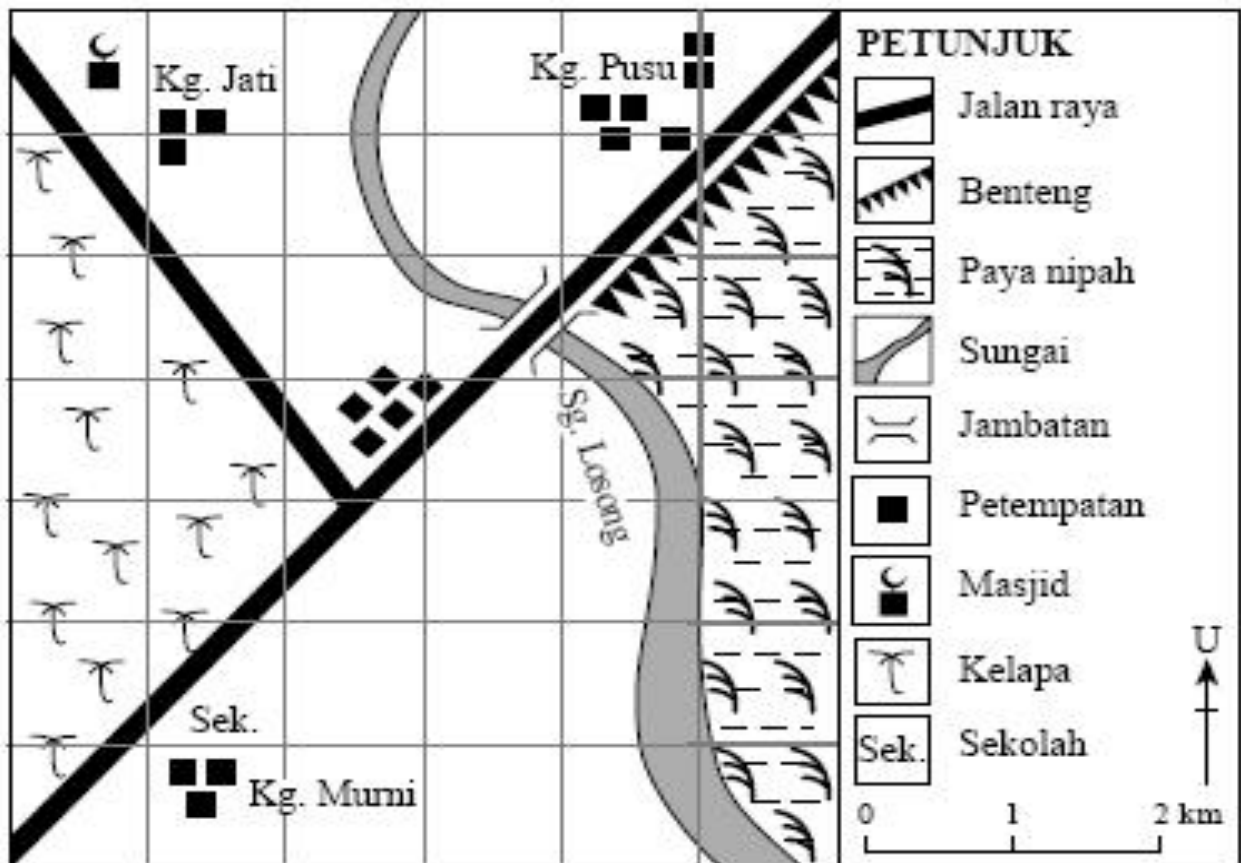 Kg. Jati
Kg. Pusu
Sg. Losong
Sek.
Kg. Murni
PETUNJUK
Jalan raya
Benteng
Paya nipah
Sungai
Jambatan
Petempatan
Masjid
Kelapa
Sek. Sekolah
U
0 1 2 km